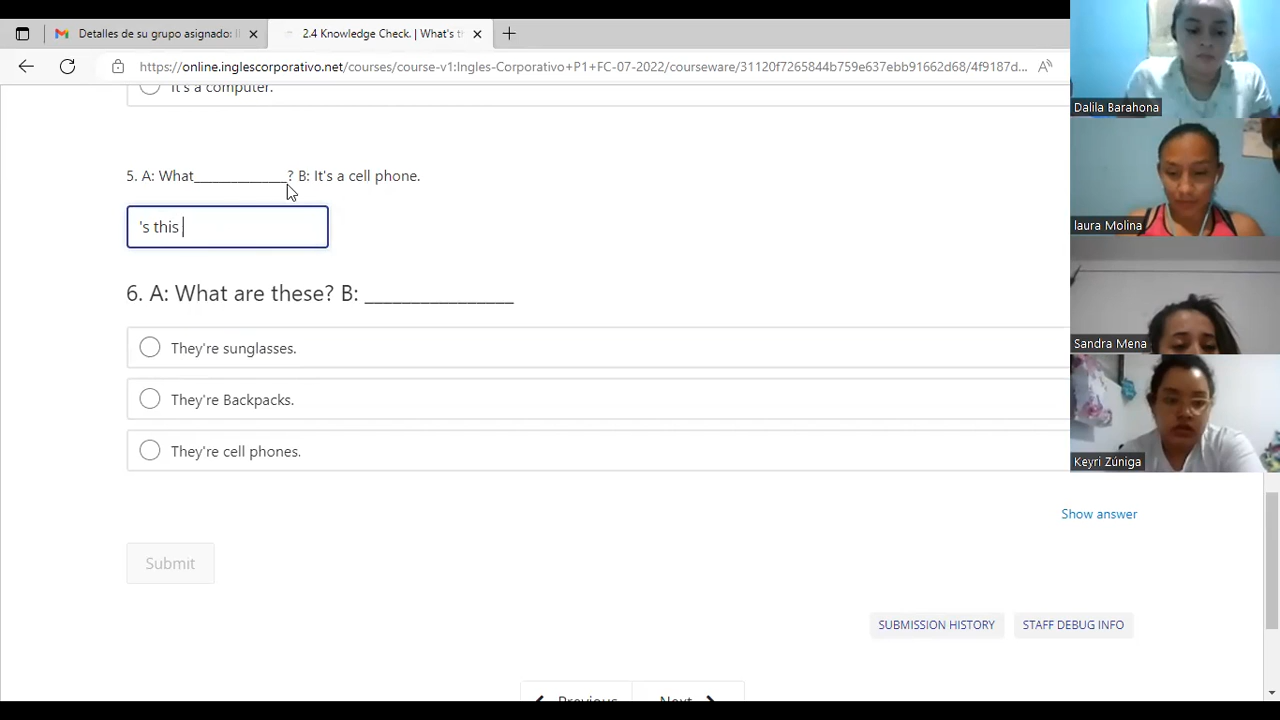 Detalles de su grupo asignado: I
2.4 Knowledge Check. | What's t
https://online.inglescorporativo.net/courses/course-v1:Ingles-Corporativo+P1+FC-07-2022/courseware/31120f7265844b759e637ebb91662d68/4f9187d...
It's a computer.
5. A: What______________? B: It's a cell phone.
's this
6. A: What are these? B: _______________
They're sunglasses.
They're Backpacks.
They're cell phones.
Show answer
Submit
SUBMISSION HISTORY
STAFF DEBUG INFO
Previous
Next
Dalila Barahona
laura Molina
Sandra Mena
Keyri Zúniga